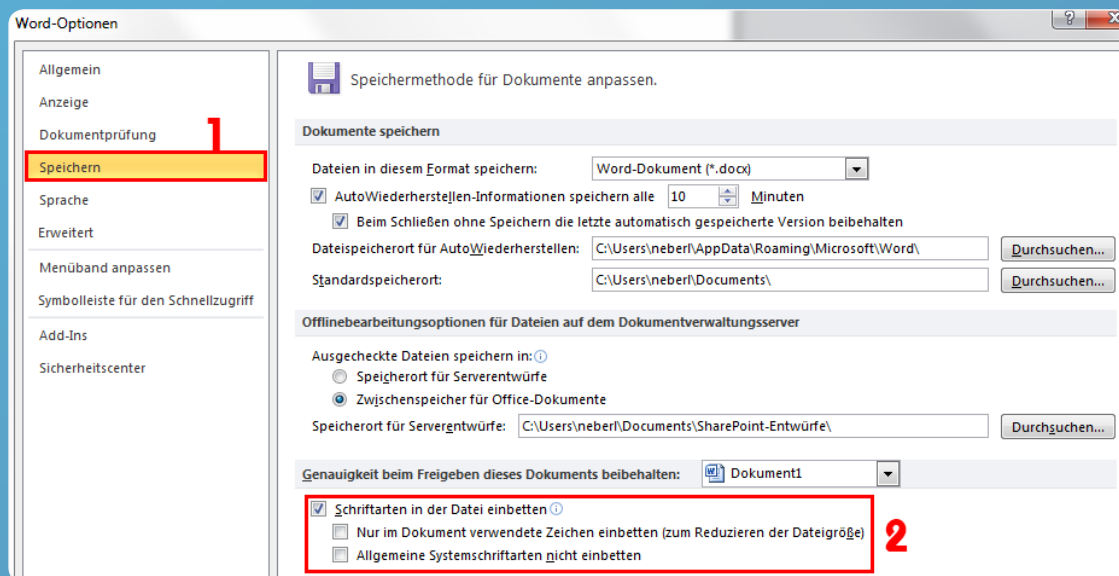 Word-Optionen
?
Allgemein
Anzeige
Dokumentprüfung
1
Speichern
Sprache
Erweitert
Menüband anpassen
Symbolleiste für den Schnellzugriff
Add-Ins
Sicherheitscenter
Speichermethode für Dokumente anpassen.
Dokumente speichern
Dateien in diesem Format speichern: Word-Dokument (*.docx)
AutoWiederherstellen-Informationen speichern alle 10 Minuten
Beim Schließen ohne Speichern die letzte automatisch gespeicherte Version beibehalten
Dateispeicherort für AutoWiederherstellen: C:\Users\neberl\AppData\Roaming\Microsoft\Word\ Durchsuchen...
Standardspeicherort: C:\Users\neberl\Documents\ Durchsuchen...
Offlinebearbeitungsoptionen für Dateien auf dem Dokumentverwaltungsserver
Ausgecheckte Dateien speichern in:
Speicherort für Serverentwürfe
Zwischenspeicher für Office-Dokumente
Speicherort für Serverentwürfe: C:\Users\neberl\Documents\SharePoint-Entwürfe\ Durchsuchen...
Genauigkeit beim Freigeben dieses Dokuments beibehalten: Dokument1
Schriftarten in der Datei einbetten
Nur im Dokument verwendete Zeichen einbetten (zum Reduzieren der Dateigröße)
Allgemeine Systemschriftarten nicht einbetten
2